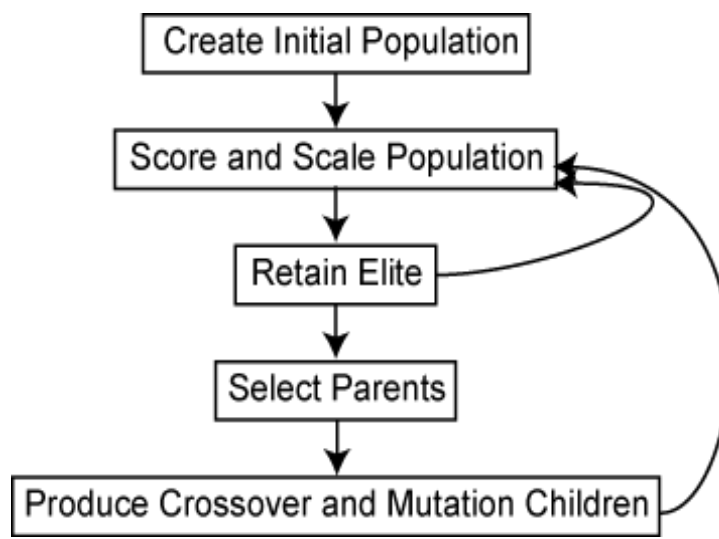 Create Initial Population
Score and Scale Population
Retain Elite
Select Parents
Produce Crossover and Mutation Children